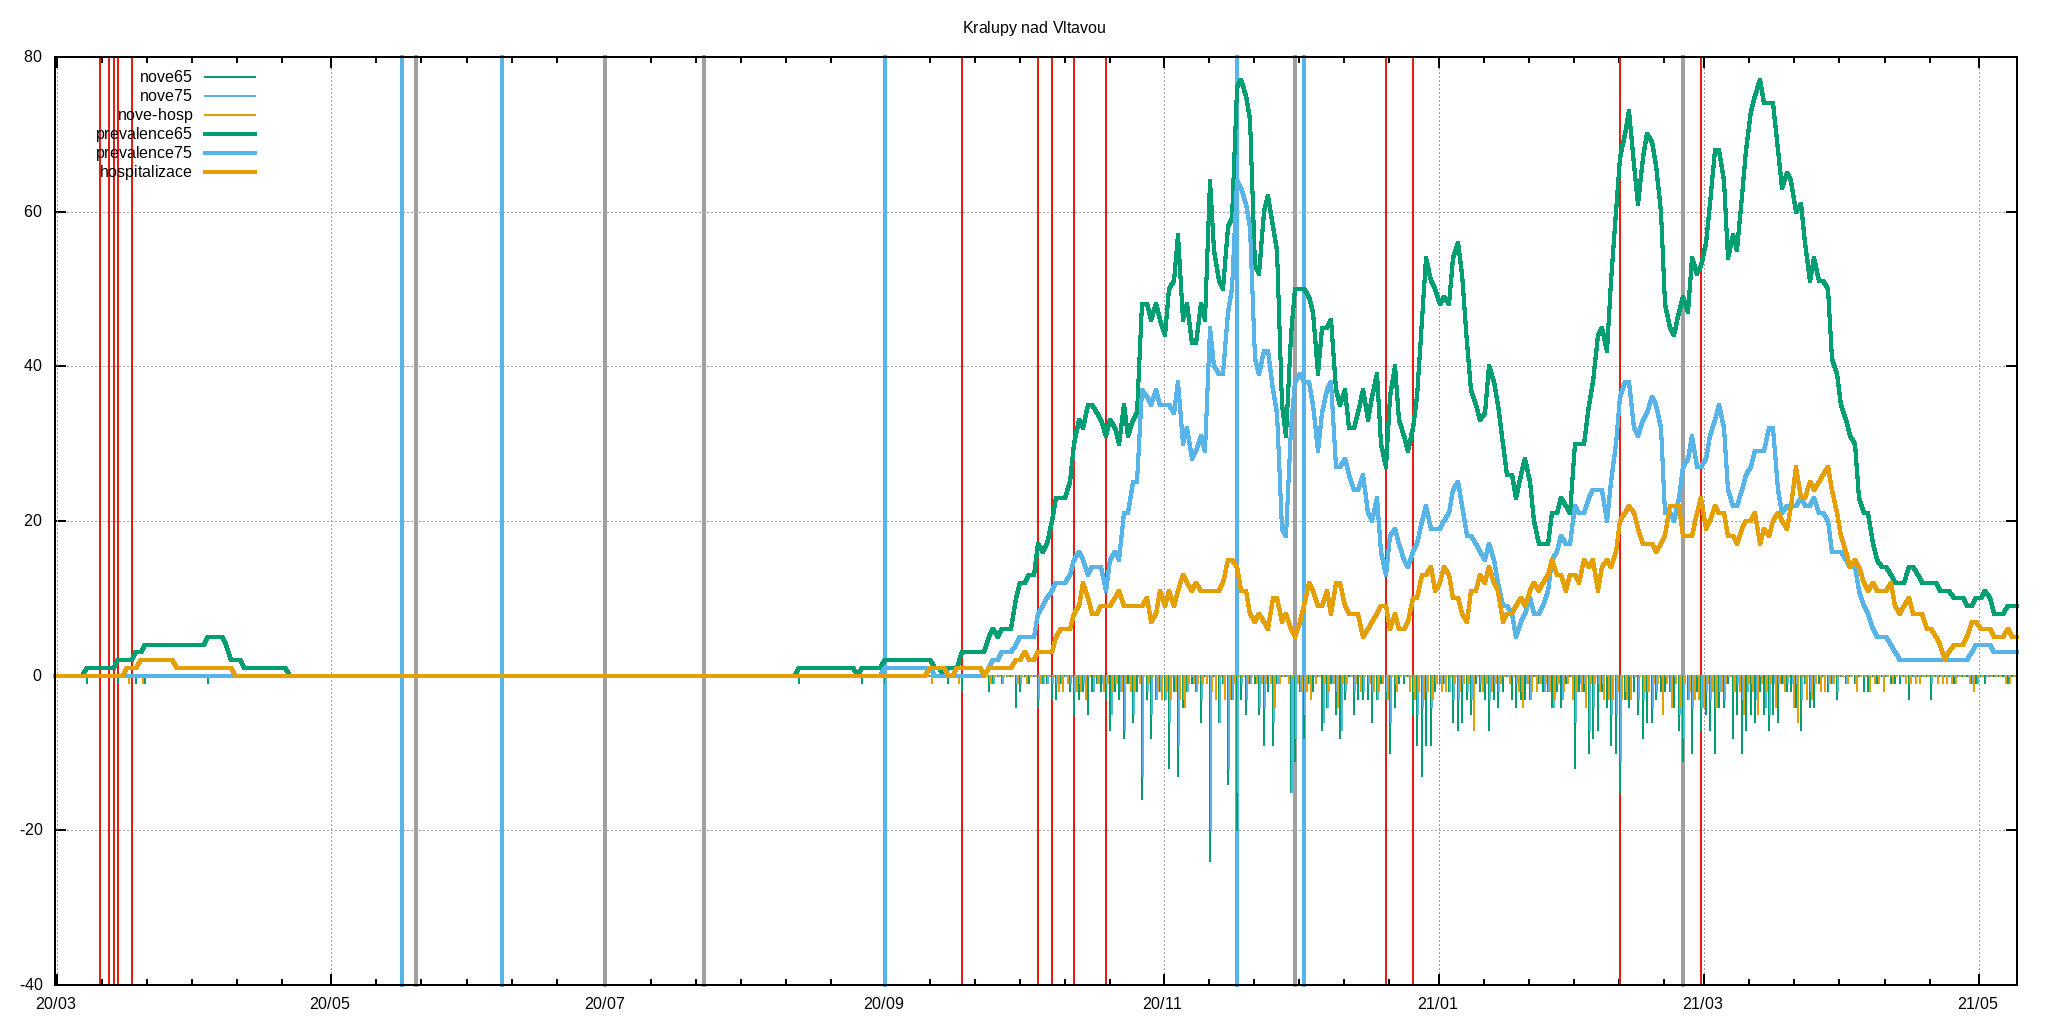 Kralupy nad Vltavou
80
60
40
20
0
-20
-40
nove65
nove75
nove-hosp
prevalence65
prevalence75
hospitalizace
20/03 20/05 20/07 20/09 20/11 21/01 21/03 21/05